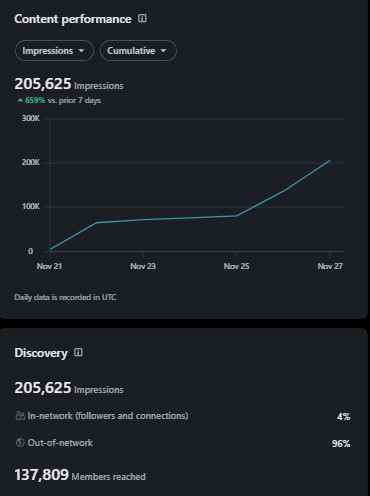 Content performance
Impressions
Cumulative
205,625 Impressions
659% vs. prior 7 days
300K
200K
100K
0
Nov 21
Nov 23
Nov 25
Nov 27
Daily data is recorded in UTC
Discovery
205,625 Impressions
In-network (followers and connections) 4%
Out-of-network 96%
137,809 Members reached